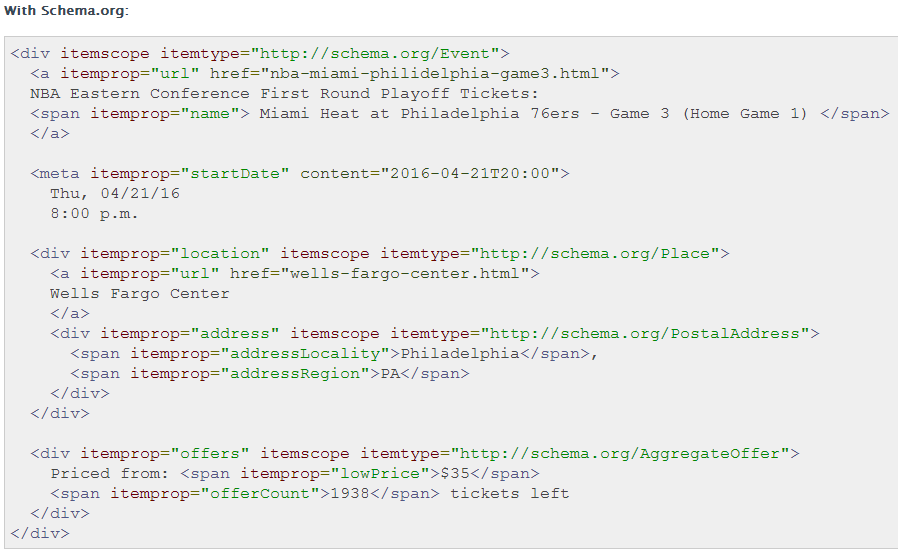 With Schema.org:
<div itemscope itemtype="http://schema.org/Event">
  <a itemprop="url" href="nba-miami-philidelphia-game3.html">
  NBA Eastern Conference First Round Playoff Tickets:
  <span itemprop="name"> Miami Heat at Philadelphia 76ers - Game 3 (Home Game 1) </span>
  </a>

  <meta itemprop="startDate" content="2016-04-21T20:00">
    Thu, 04/21/16
    8:00 p.m.

  <div itemprop="location" itemscope itemtype="http://schema.org/Place">
    <a itemprop="url" href="wells-fargo-center.html">
    Wells Fargo Center
    </a>
    <div itemprop="address" itemscope itemtype="http://schema.org/PostalAddress">
      <span itemprop="addressLocality">Philadelphia</span>,
      <span itemprop="addressRegion">PA</span>
    </div>
  </div>

  <div itemprop="offers" itemscope itemtype="http://schema.org/AggregateOffer">
    Priced from: <span itemprop="lowPrice">$35</span>
    <span itemprop="offerCount">1938</span> tickets left
  </div>
</div>